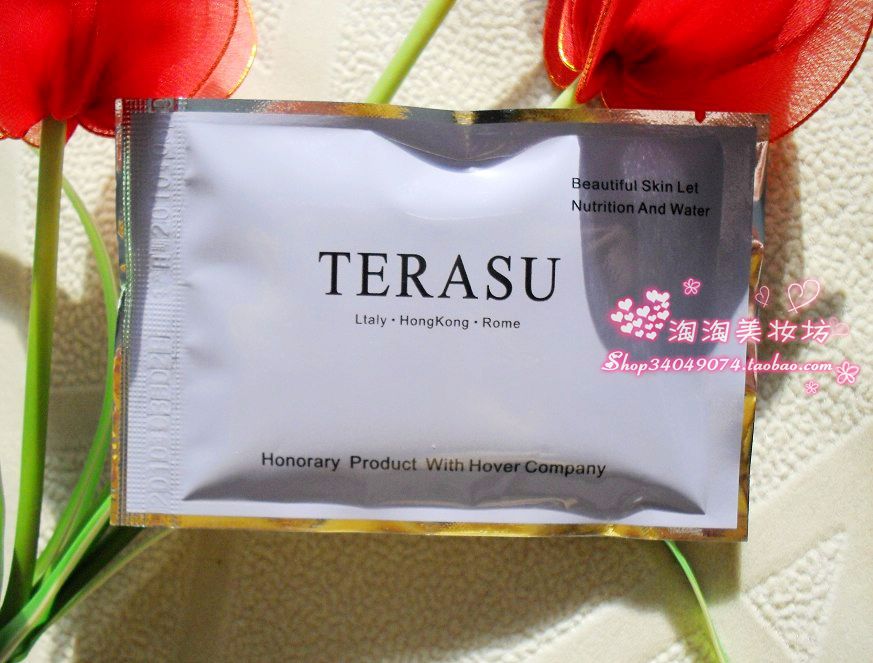 Beautiful Skin Let
Nutrition And Water
TERASU
Ltaly · HongKong · Rome
淘淘美妆坊
Shop34049074.taobao.com
Honorary Product With Hover Company